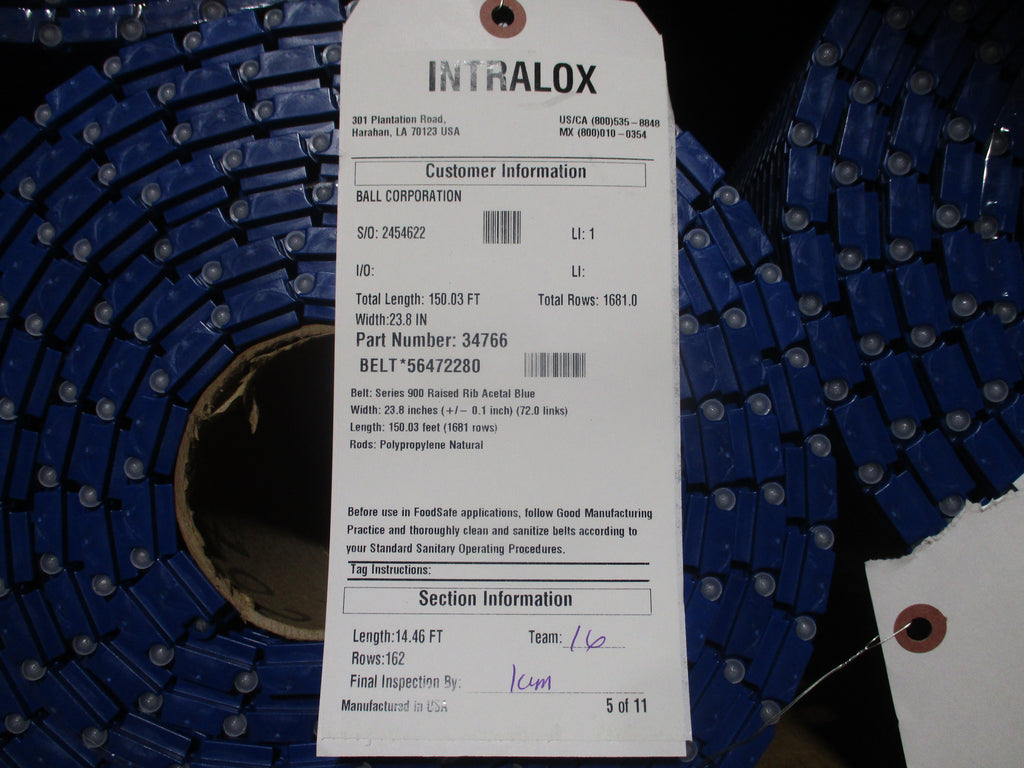 INTRALOX
301 Plantation Road,
Harahan, LA 70123 USA
US/CA (800)535-8848
MX (800)010-0354
Customer Information
BALL CORPORATION
S/O: 2454622 LI: 1
I/O: LI:
Total Length: 150.03 FT Total Rows: 1681.0
Width:23.8 IN
Part Number: 34766
BELT*56472280
Belt: Series 900 Raised Rib Acetal Blue
Width: 23.8 inches (+/- 0.1 inch) (72.0 links)
Length: 150.03 feet (1681 rows)
Rods: Polypropylene Natural
Before use in FoodSafe applications, follow Good Manufacturing
Practice and thoroughly clean and sanitize belts according to
your Standard Sanitary Operating Procedures.
Tag Instructions:
Section Information
Length:14.46 FT Team: 16
Rows:162
Final Inspection By:
Manufactured in USA 5 of 11